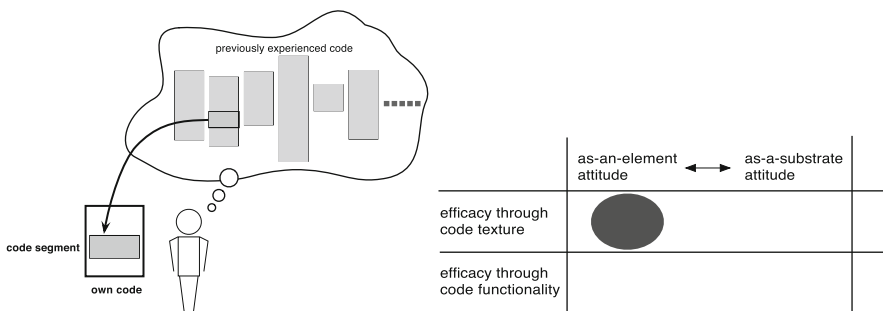 previously experienced code
code segment
own code
as-an-element
attitude
as-a-substrate
attitude
efficacy through
code texture
efficacy through
code functionality